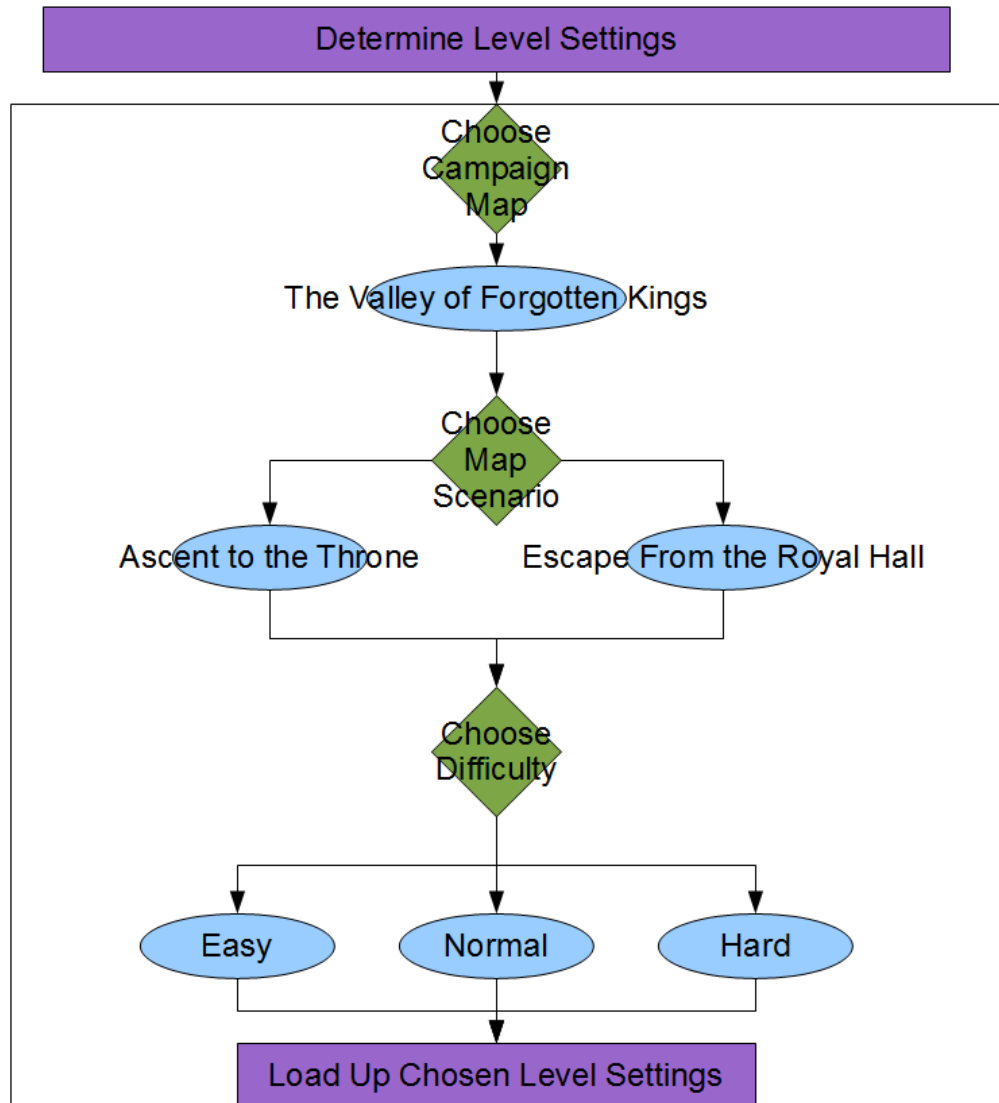 Determine Level Settings
Choose
Campaign
Map
The Valley of Forgotten Kings
Choose
Map
Scenario
Ascent to the Throne
Escape From the Royal Hall
Choose
Difficulty
Easy
Normal
Hard
Load Up Chosen Level Settings